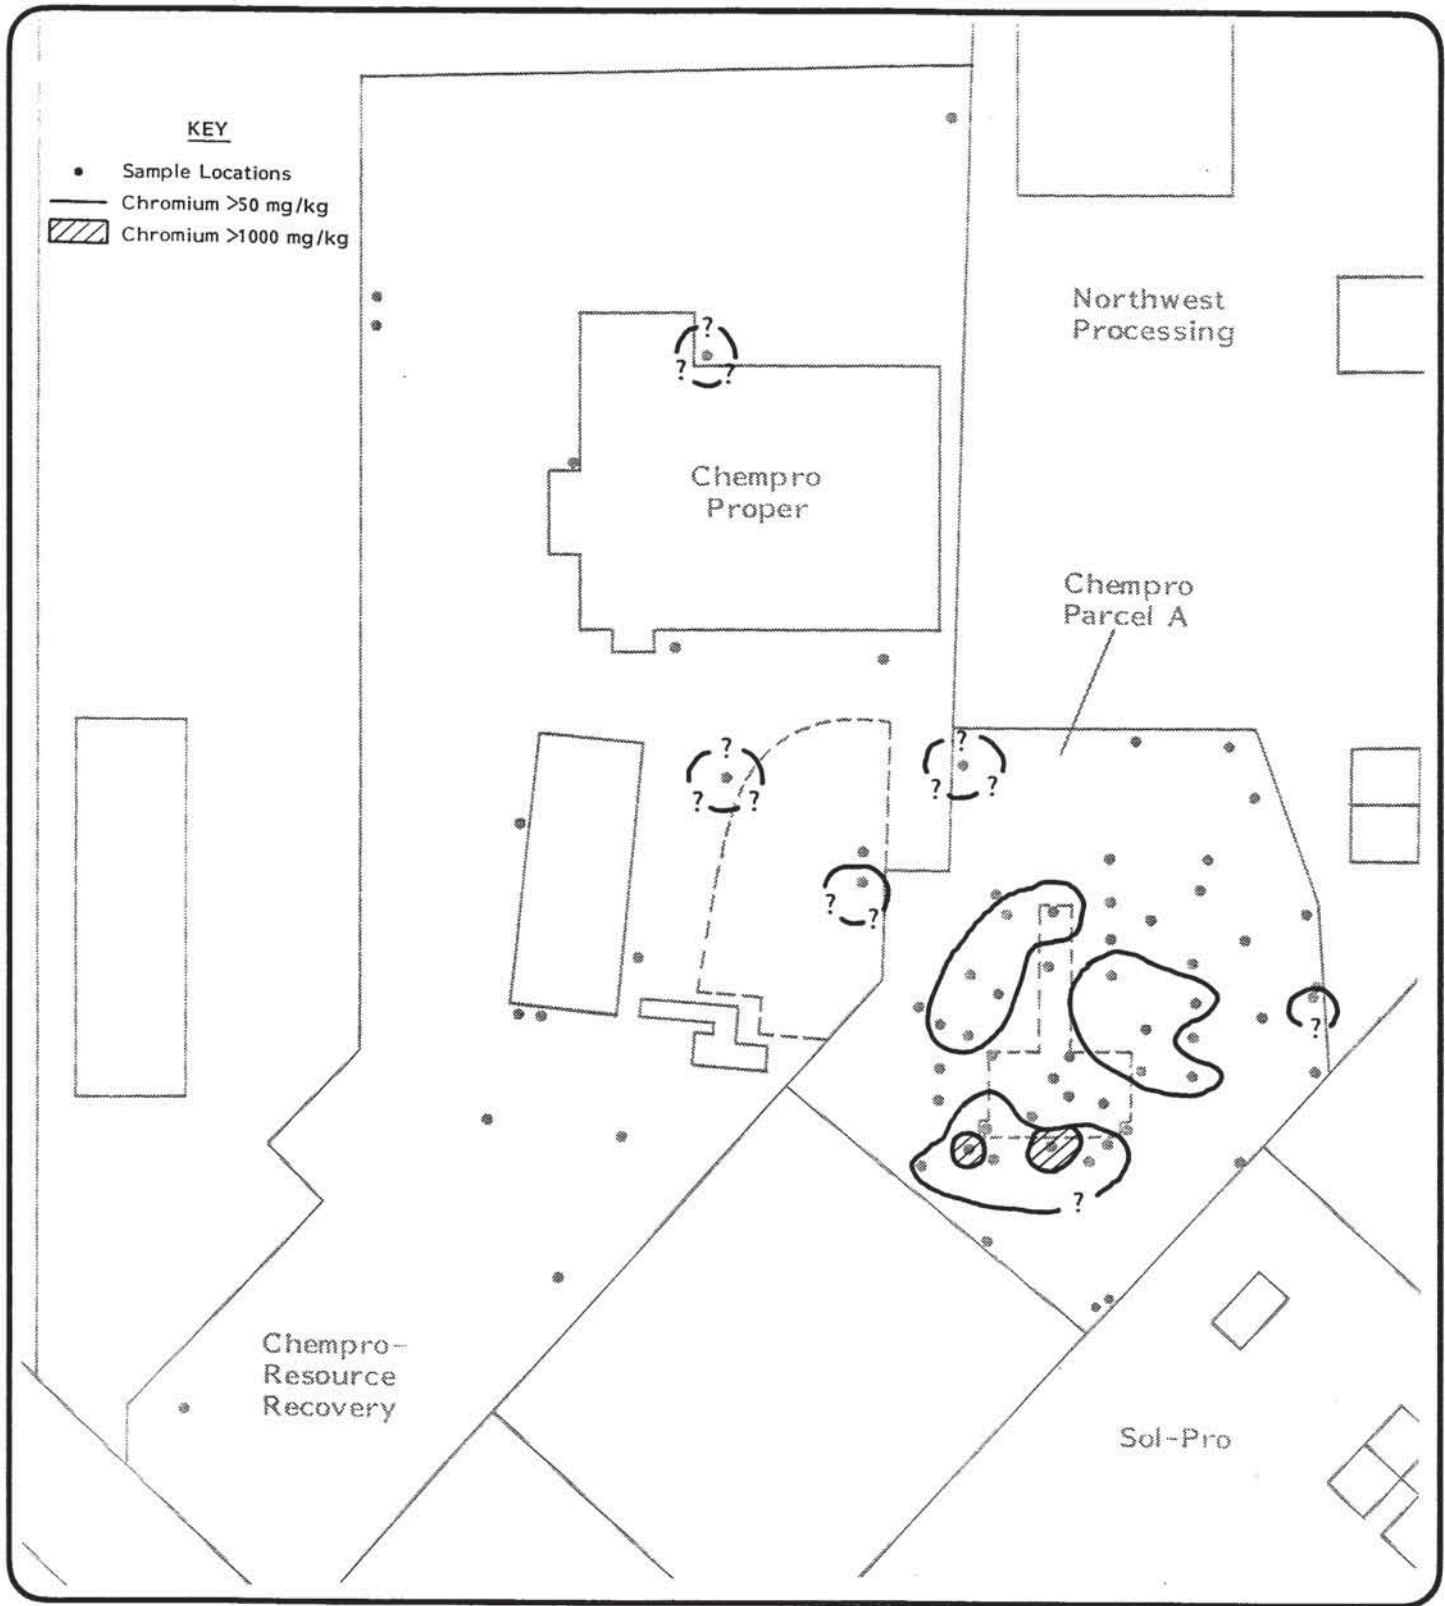 KEY
Sample Locations
Chromium >50 mg/kg
Chromium >1000 mg/kg
Northwest
Processing
?
? ?
Chempro
Proper
Chempro
Parcel A
?
? ?
?
? ?
? ?
?
?
Chempro-
Resource
Recovery
Sol-Pro